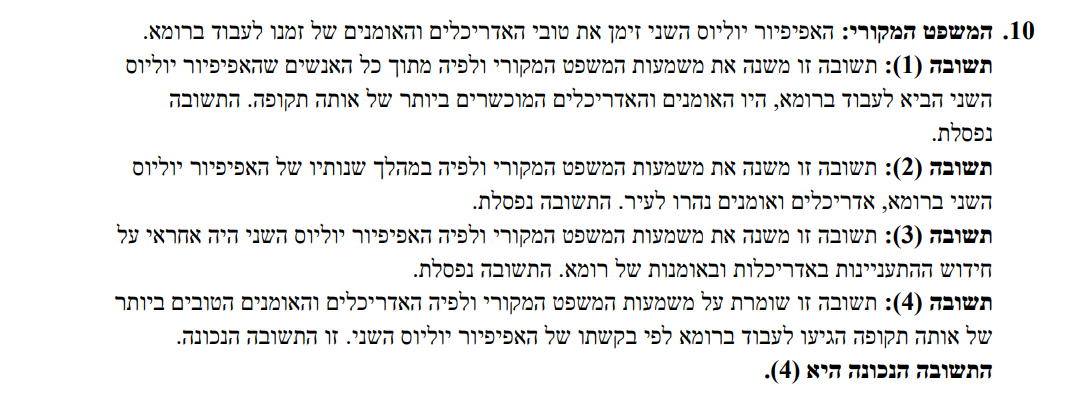 10. המשפט המקורי: האפיפיור יוליוס השני זימן את טובי האדריכלים והאומנים של זמנו לעבוד ברומא.
תשובה (1): תשובה זו משנה את משמעות המשפט המקורי ולפיה מתוך כל האנשים שהאפיפיור יוליוס
השני הביא לעבוד ברומא, היו האומנים והאדריכלים המוכשרים ביותר של אותה תקופה. התשובה
נפסלת.
תשובה (2): תשובה זו משנה את משמעות המשפט המקורי ולפיה במהלך שנותיו של האפיפיור יוליוס
השני ברומא, אדריכלים ואומנים נהרו לעיר. התשובה נפסלת.
תשובה (3): תשובה זו משנה את משמעות המשפט המקורי ולפיה האפיפיור יוליוס השני היה אחראי על
חידוש ההתעניינות באדריכלות ובאומנות של רומא. התשובה נפסלת.
תשובה (4): תשובה זו שומרת על משמעות המשפט המקורי ולפיה האדריכלים והאומנים הטובים ביותר
של אותה תקופה הגיעו לעבוד ברומא לפי בקשתו של האפיפיור יוליוס השני. זו התשובה הנכונה.
התשובה הנכונה היא (4).